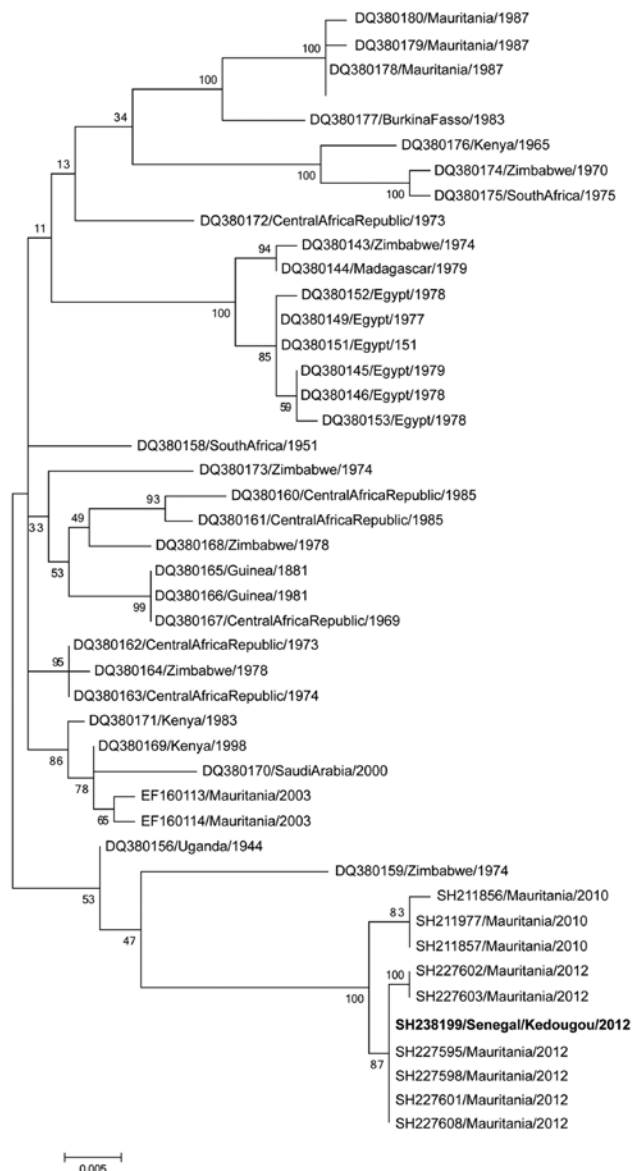 DQ380180/Mauritania/1987
DQ380179/Mauritania/1987
100
DQ380178/Mauritania/1987
100
DQ380177/BurkinaFasso/1983
34
DQ380176/Kenya/1965
13
100
DQ380174/Zimbabwe/1970
100
DQ380175/SouthAfrica/1975
DQ380172/CentralAfricaRepublic/1973
11
94
DQ380143/Zimbabwe/1974
DQ380144/Madagascar/1979
DQ380152/Egypt/1978
100
DQ380149/Egypt/1977
DQ380151/Egypt/151
85
DQ380145/Egypt/1979
DQ380146/Egypt/1978
59
DQ380153/Egypt/1978
DQ380158/SouthAfrica/1951
DQ380173/Zimbabwe/1974
93
DQ380160/CentralAfricaRepublic/1985
49
DQ380161/CentralAfricaRepublic/1985
33
DQ380168/Zimbabwe/1978
53
DQ380165/Guinea/1881
DQ380166/Guinea/1981
99
DQ380167/CentralAfricaRepublic/1969
DQ380162/CentralAfricaRepublic/1973
95
DQ380164/Zimbabwe/1978
DQ380163/CentralAfricaRepublic/1974
DQ380171/Kenya/1983
86
DQ380169/Kenya/1998
DQ380170/SaudiArabia/2000
78
EF160113/Mauritania/2003
65
EF160114/Mauritania/2003
DQ380156/Uganda/1944
DQ380159/Zimbabwe/1974
53
SH211856/Mauritania/2010
83
SH211977/Mauritania/2010
47
SH211857/Mauritania/2010
100
SH227602/Mauritania/2012
100
SH227603/Mauritania/2012
SH238199/Senegal/Kedougou/2012
SH227595/Mauritania/2012
87
SH227598/Mauritania/2012
SH227601/Mauritania/2012
SH227608/Mauritania/2012
0.005